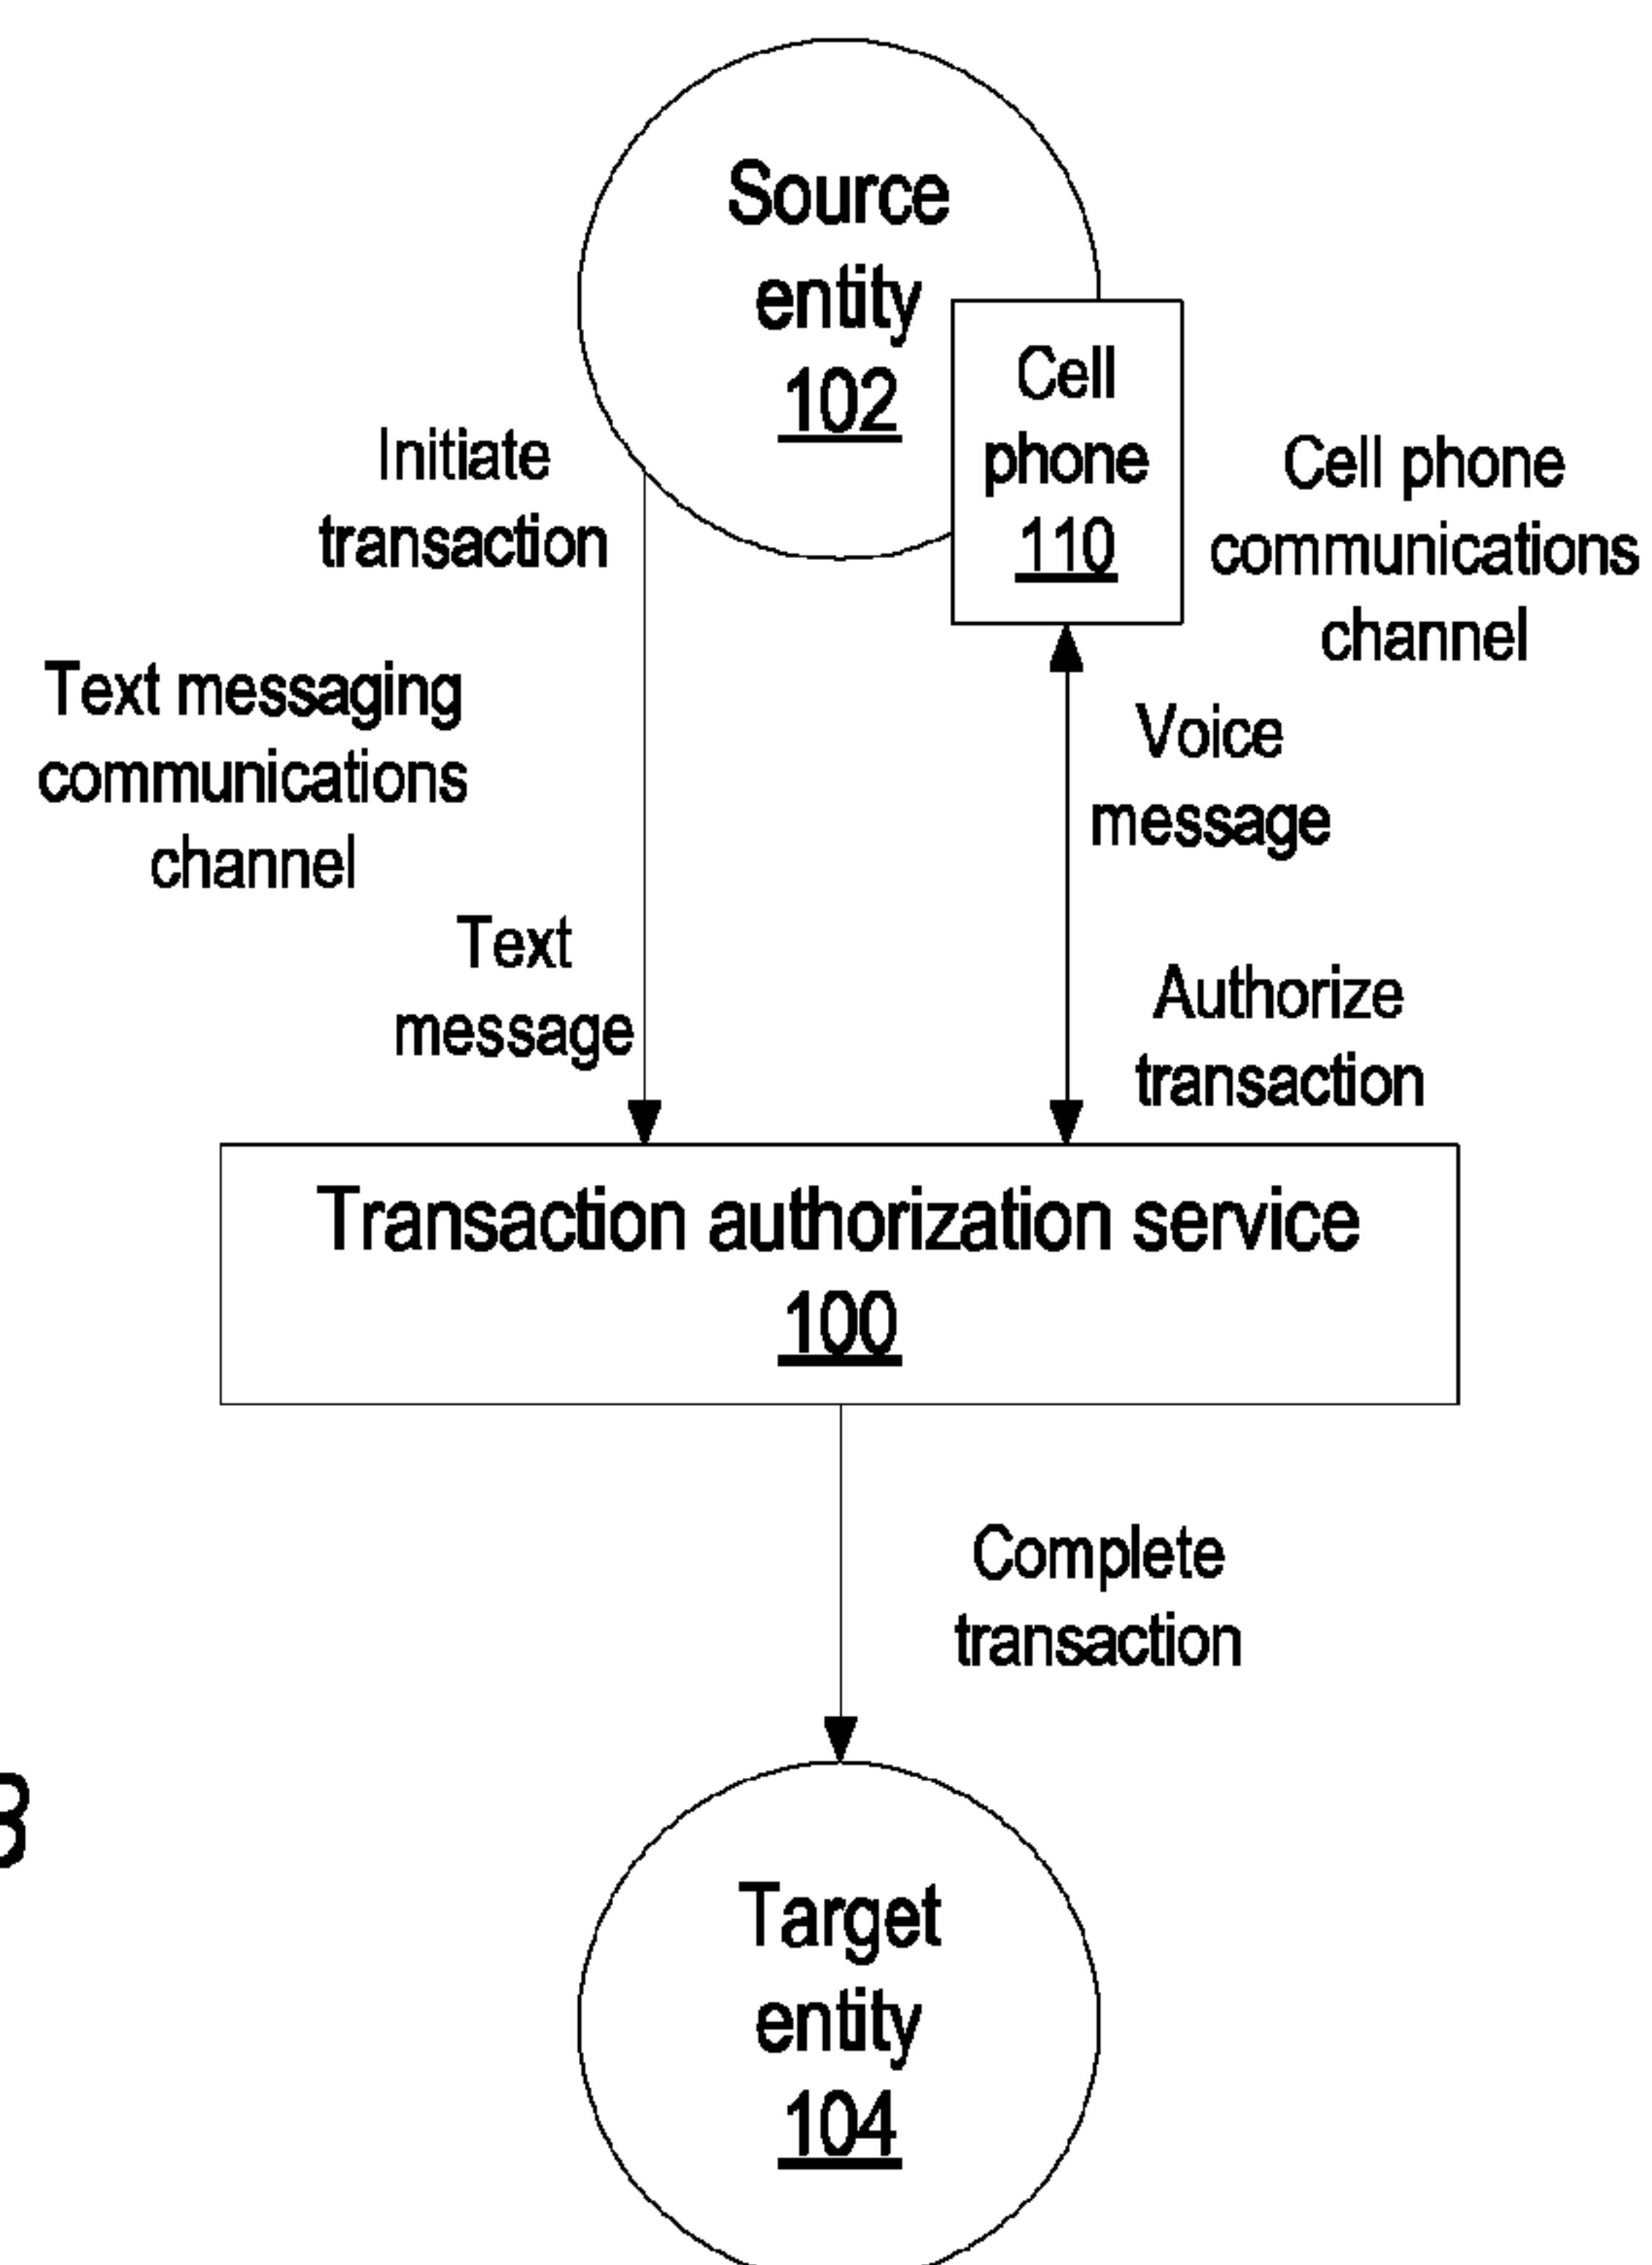 Source
entity
102
Cell
phone
110
Initiate
transaction
Cell phone
communications
channel
Text messaging
communications
channel
Voice
message
Text
message
Authorize
transaction
Transaction authorization service
100
Complete
transaction
Target
entity
104